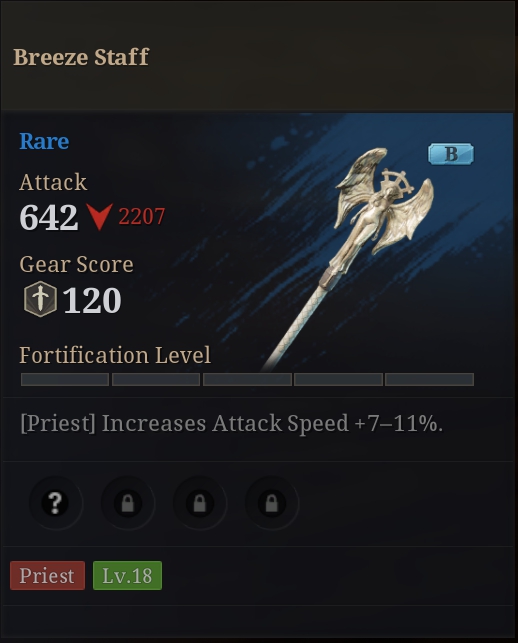 Breeze Staff
Rare
B
Attack
642 2207
Gear Score
120
Fortification Level
[Priest] Increases Attack Speed +7–11%.
?
Priest Lv.18